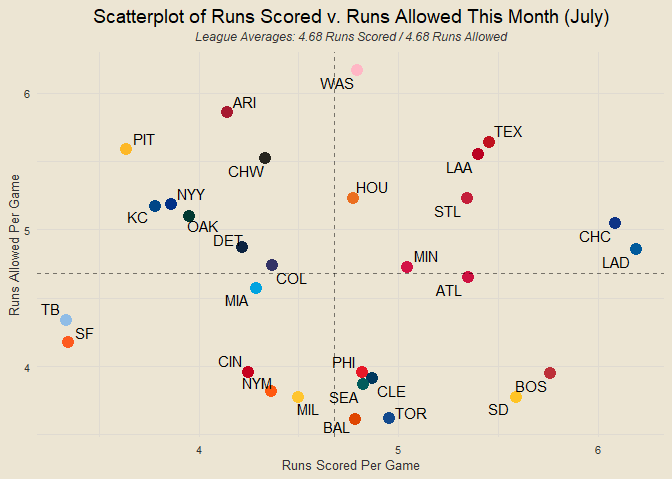 Scatterplot of Runs Scored v. Runs Allowed This Month (July)
League Averages: 4.68 Runs Scored / 4.68 Runs Allowed
WAS
6
ARI
TEX
PIT
LAA
CHW
HOU
NYY
STL
KC
OAK
5
CHC
DET
MIN
LAD
COL
ATL
MIA
TB
SF
CIN
PHI
4
NYM
BOS
SEA
CLE
MIL
SD
TOR
BAL
4
5
6
Runs Scored Per Game
Runs Allowed Per Game